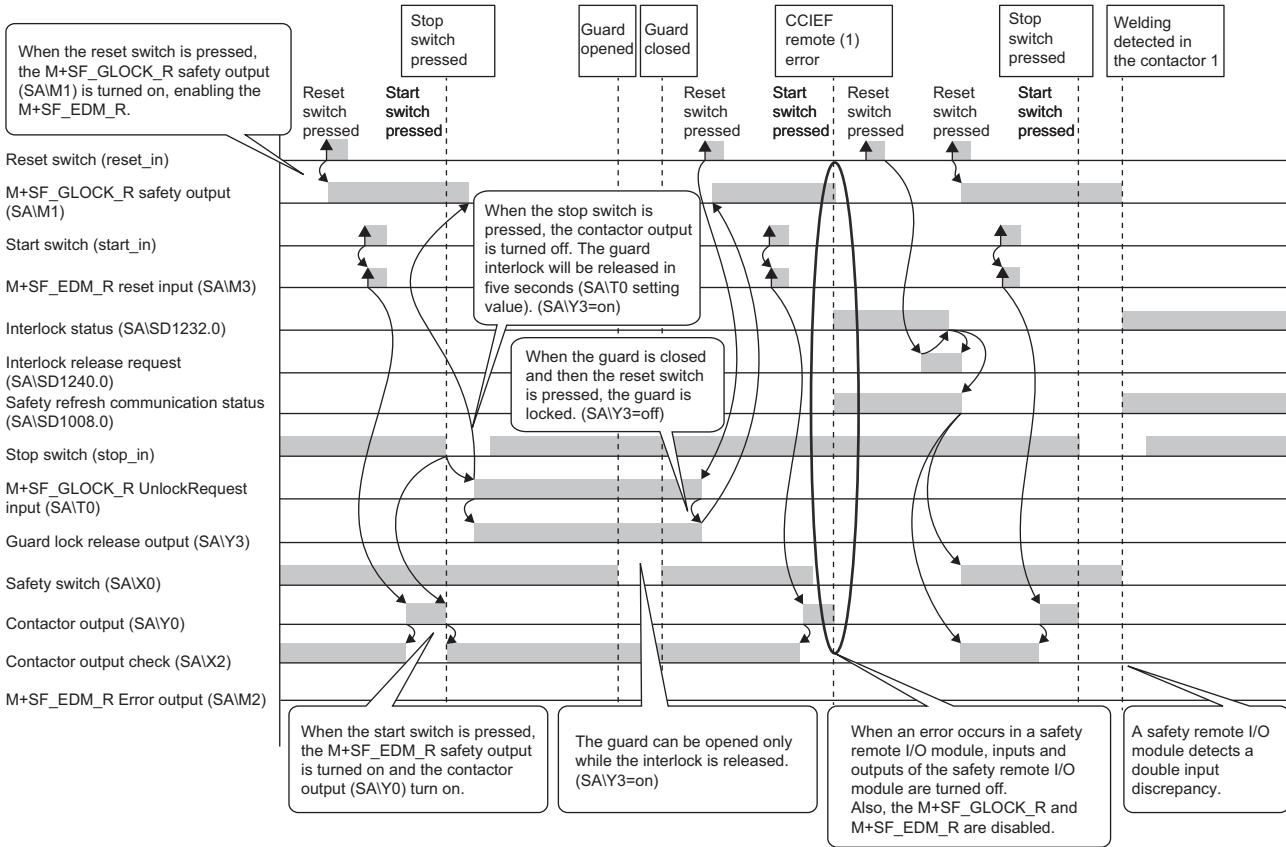 Stop
switch
pressed
Guard
opened
Guard
closed
CCIEF
remote (1)
error
Stop
switch
pressed
Welding
detected in
the contactor 1
When the reset switch is pressed,
the M+SF_GLOCK_R safety output
(SA\M1) is turned on, enabling the
M+SF_EDM_R.
Reset
switch
pressed
Start
switch
pressed
Reset
switch
pressed
Start
switch
pressed
Reset
switch
pressed
Reset
switch
pressed
Start
switch
pressed
Reset switch (reset_in)
M+SF_GLOCK_R safety output
(SA\M1)
Start switch (start_in)
M+SF_EDM_R reset input (SA\M3)
Interlock status (SA\SD1232.0)
Interlock release request
(SA\SD1240.0)
Safety refresh communication status
(SA\SD1008.0)
Stop switch (stop_in)
M+SF_GLOCK_R UnlockRequest
input (SA\T0)
Guard lock release output (SA\Y3)
Safety switch (SA\X0)
Contactor output (SA\Y0)
Contactor output check (SA\X2)
M+SF_EDM_R Error output (SA\M2)
When the stop switch is
pressed, the contactor output
is turned off. The guard
interlock will be released in
five seconds (SA\T0 setting
value). (SA\Y3=on)
When the guard is closed
and then the reset switch
is pressed, the guard is
locked. (SA\Y3=off)
When the start switch is pressed,
the M+SF_EDM_R safety output
is turned on and the contactor
output (SA\Y0) turn on.
The guard can be opened only
while the interlock is released.
(SA\Y3=on)
When an error occurs in a safety
remote I/O module, inputs and
outputs of the safety remote I/O
module are turned off.
Also, the M+SF_GLOCK_R and
M+SF_EDM_R are disabled.
A safety remote I/O
module detects a
double input
discrepancy.